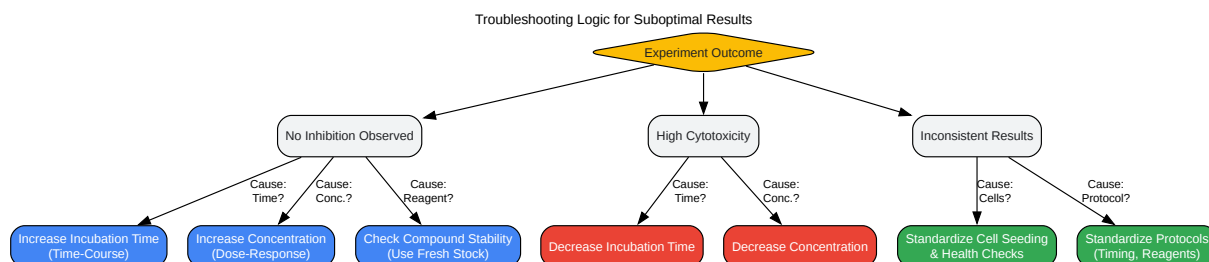 Troubleshooting Logic for Suboptimal Results
Experiment Outcome
No Inhibition Observed
High Cytotoxicity
Inconsistent Results
Cause:
Time?
Cause:
Conc.?
Cause:
Reagent?
Cause:
Time?
Cause:
Conc.?
Cause:
Cells?
Cause:
Protocol?
Increase Incubation Time
(Time-Course)
Increase Concentration
(Dose-Response)
Check Compound Stability
(Use Fresh Stock)
Decrease Incubation Time
Decrease Concentration
Standardize Cell Seeding
& Health Checks
Standardize Protocols
(Timing, Reagents)